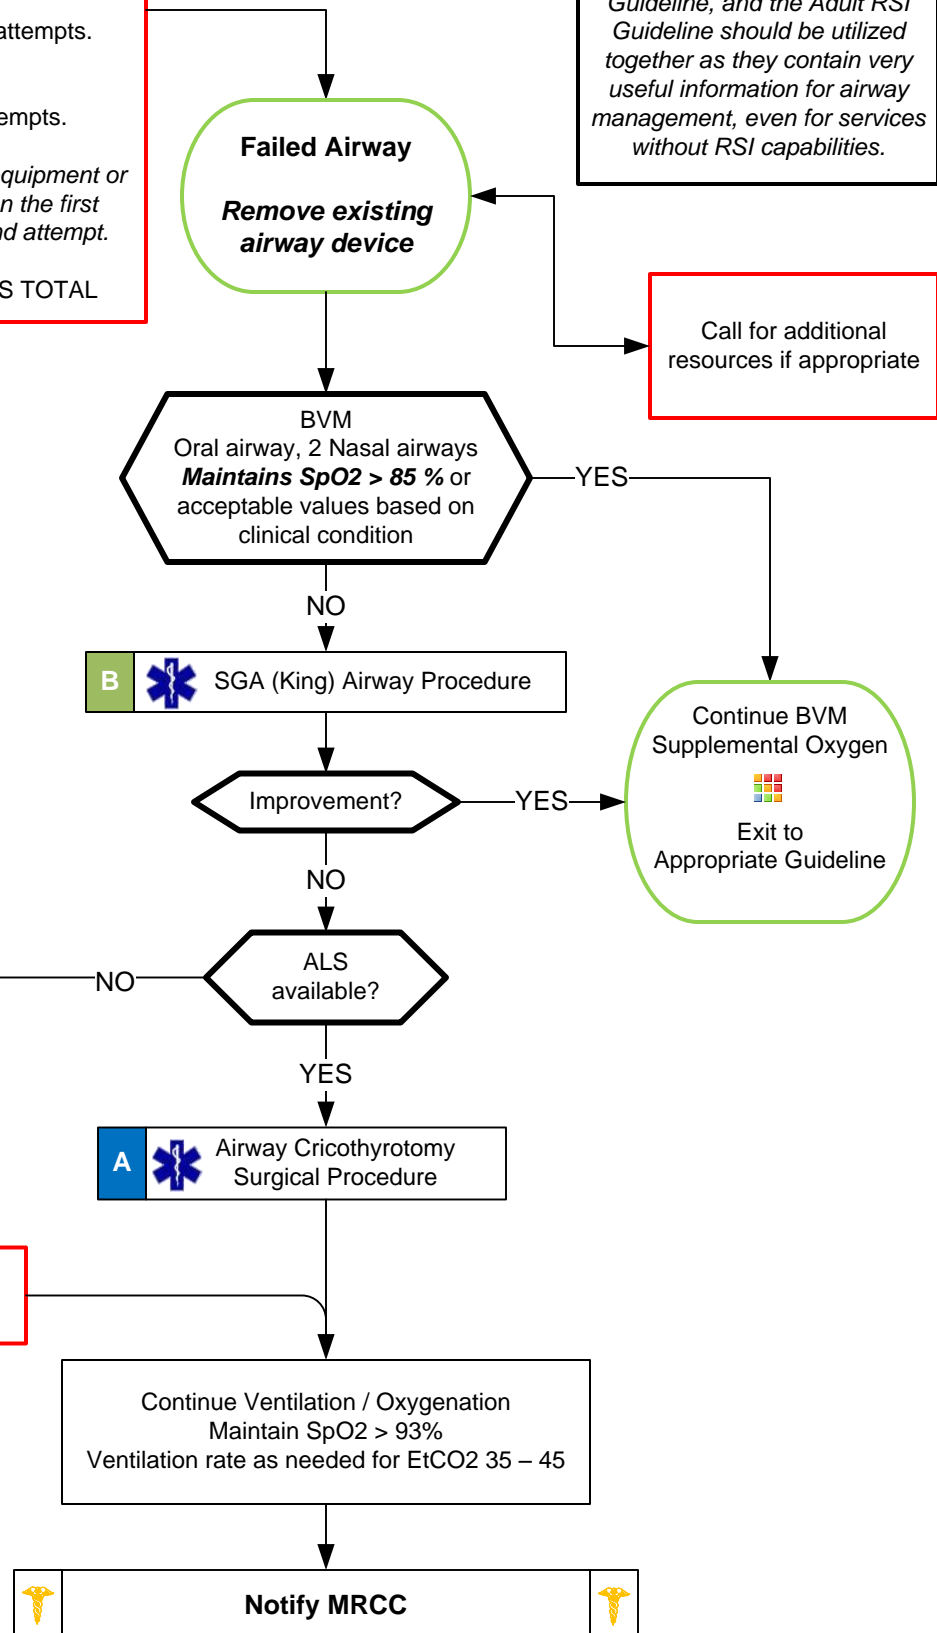 attempts.
empts.
equipment or
n the first
nd attempt.
S TOTAL
Guideline, and the Adult RSI
Guideline should be utilized
together as they contain very
useful information for airway
management, even for services
without RSI capabilities.
Failed Airway
Remove existing
airway device
Call for additional
resources if appropriate
BVM
Oral airway, 2 Nasal airways
Maintains SpO2 > 85 % or
acceptable values based on
clinical condition
YES
NO
B
SGA (King) Airway Procedure
Continue BVM
Supplemental Oxygen
Exit to
Appropriate Guideline
Improvement?
YES
NO
ALS
available?
NO
YES
A
Airway Cricothyrotomy
Surgical Procedure
Continue Ventilation / Oxygenation
Maintain SpO2 > 93%
Ventilation rate as needed for EtCO2 35 – 45
Notify MRCC